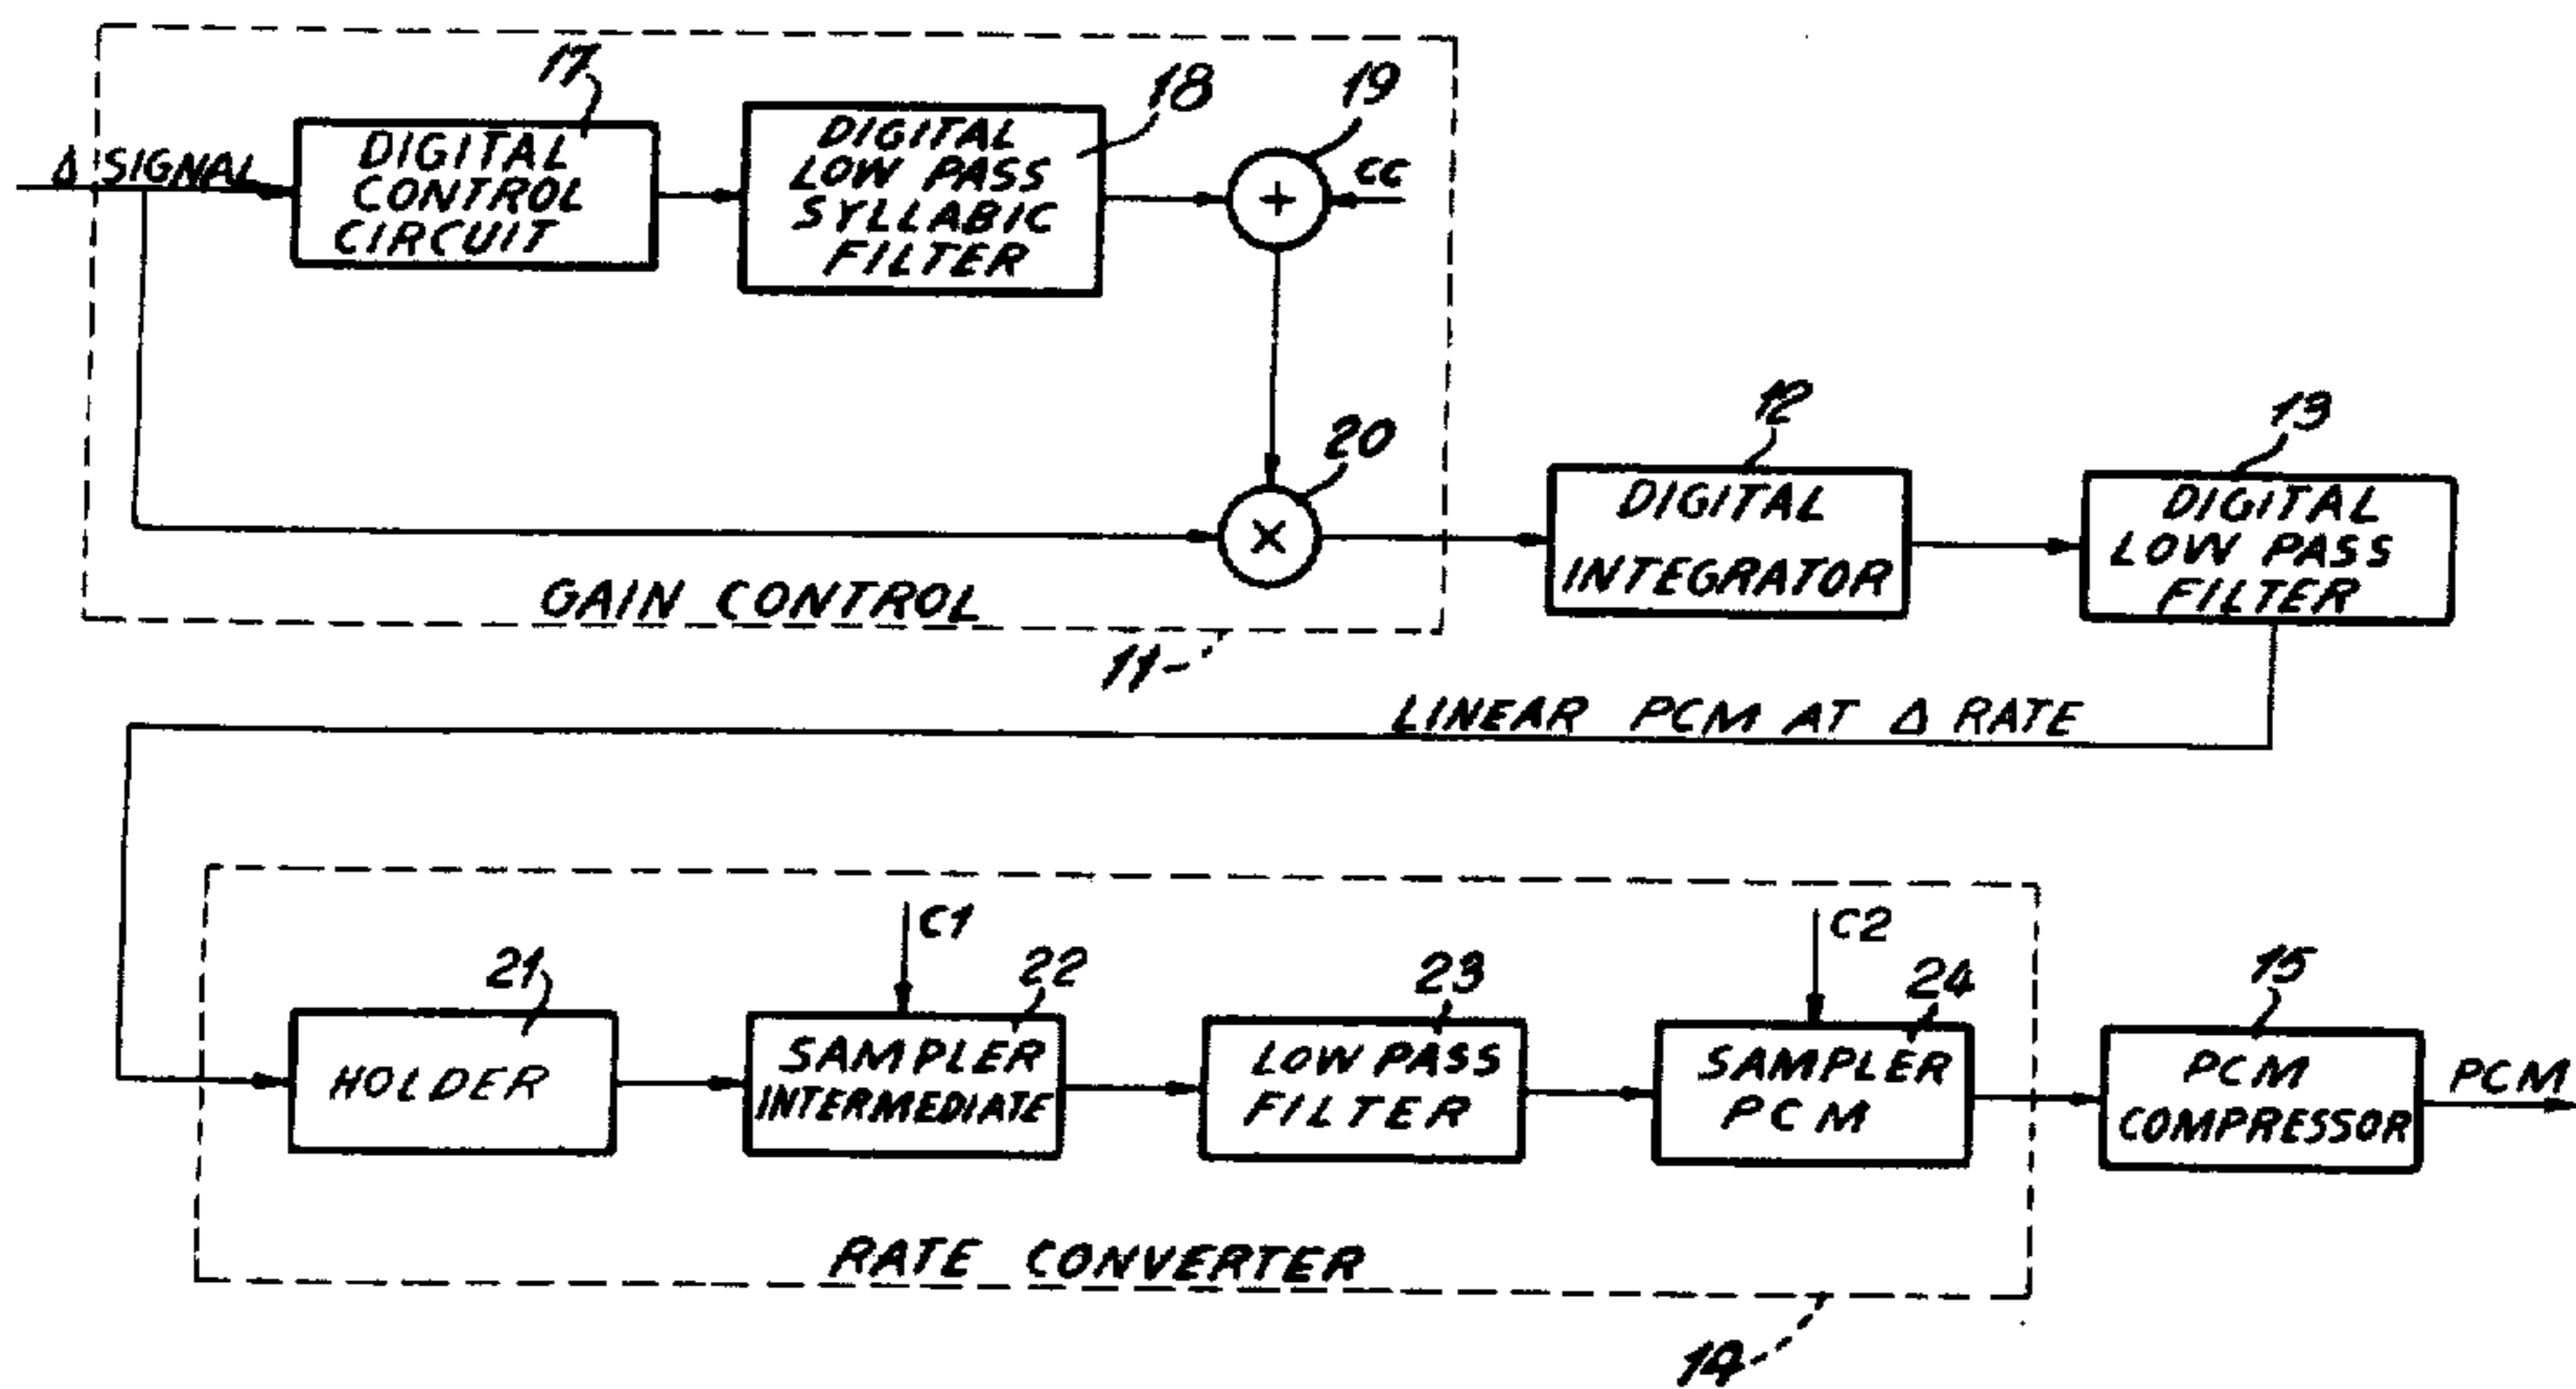 17
18
19
Δ SIGNAL
DIGITAL
CONTROL
CIRCUIT
DIGITAL
LOW PASS
SYLLABIC
FILTER
+
CC
20
×
GAIN CONTROL
11
12
DIGITAL
INTEGRATOR
13
DIGITAL
LOW PASS
FILTER
LINEAR PCM AT Δ RATE
21
HOLDER
C1
22
SAMPLER
INTERMEDIATE
23
LOW PASS
FILTER
C2
24
SAMPLER
PCM
15
PCM
COMPRESSOR
PCM
RATE CONVERTER
14